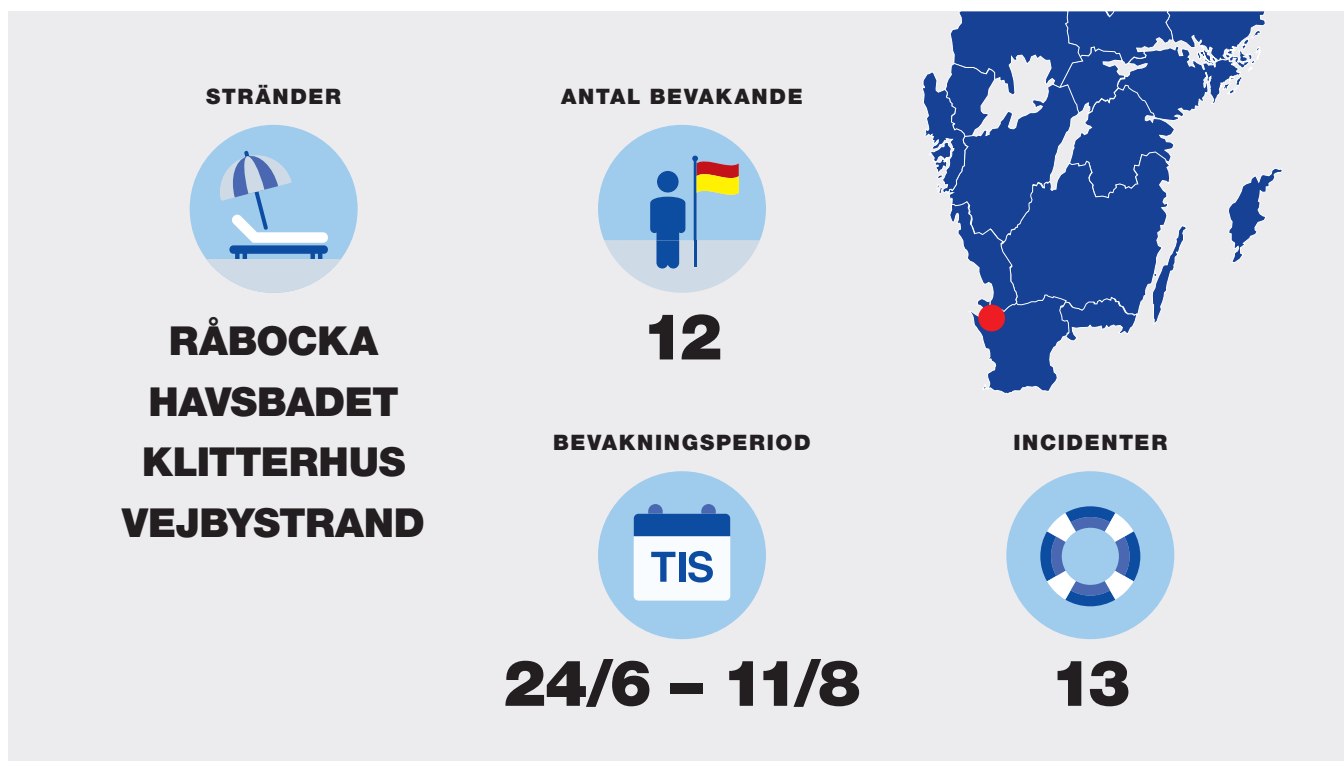 STRÄNDER
RÅBOCKA
HAVSBADET
KLITTERHUS
VEJBYSTRAND
ANTAL BEVAKANDE
12
BEVAKNINGSPERIOD
TIS
24/6 – 11/8
INCIDENTER
13